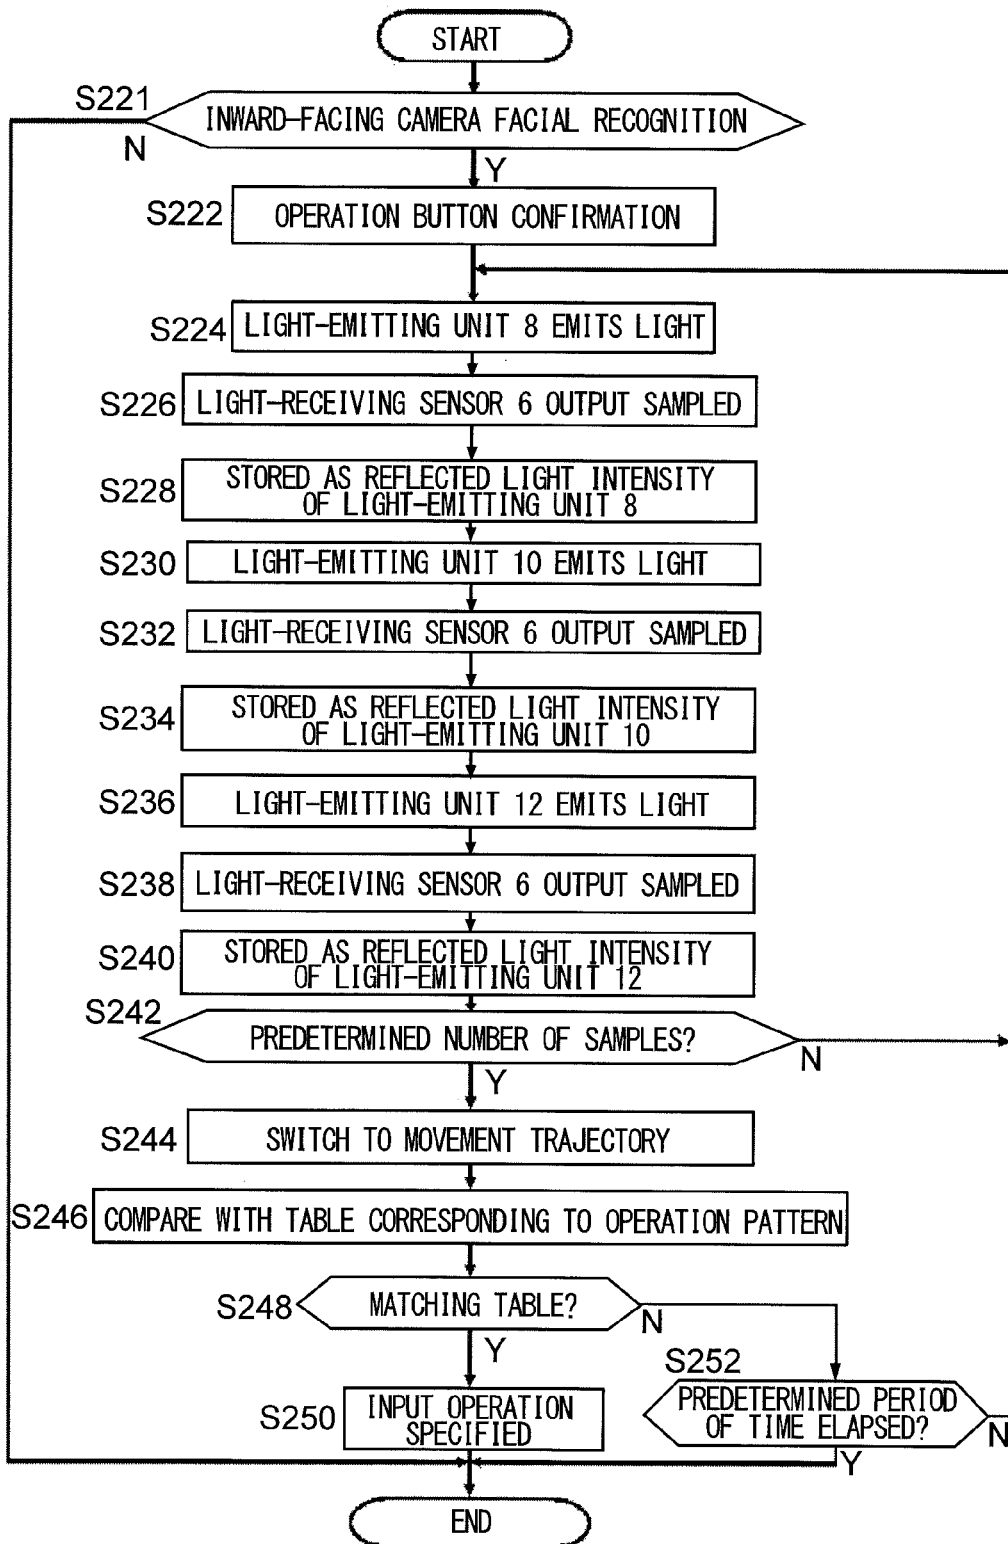 START
S221
INWARD-FACING CAMERA FACIAL RECOGNITION
N
Y
S222
OPERATION BUTTON CONFIRMATION
S224
LIGHT-EMITTING UNIT 8 EMITS LIGHT
S226
LIGHT-RECEIVING SENSOR 6 OUTPUT SAMPLED
S228
STORED AS REFLECTED LIGHT INTENSITY
OF LIGHT-EMITTING UNIT 8
S230
LIGHT-EMITTING UNIT 10 EMITS LIGHT
S232
LIGHT-RECEIVING SENSOR 6 OUTPUT SAMPLED
S234
STORED AS REFLECTED LIGHT INTENSITY
OF LIGHT-EMITTING UNIT 10
S236
LIGHT-EMITTING UNIT 12 EMITS LIGHT
S238
LIGHT-RECEIVING SENSOR 6 OUTPUT SAMPLED
S240
STORED AS REFLECTED LIGHT INTENSITY
OF LIGHT-EMITTING UNIT 12
S242
PREDETERMINED NUMBER OF SAMPLES?
N
Y
S244
SWITCH TO MOVEMENT TRAJECTORY
S246
COMPARE WITH TABLE CORRESPONDING TO OPERATION PATTERN
S248
MATCHING TABLE?
N
Y
S252
PREDETERMINED PERIOD
OF TIME ELAPSED?
N
Y
S250
INPUT OPERATION
SPECIFIED
END